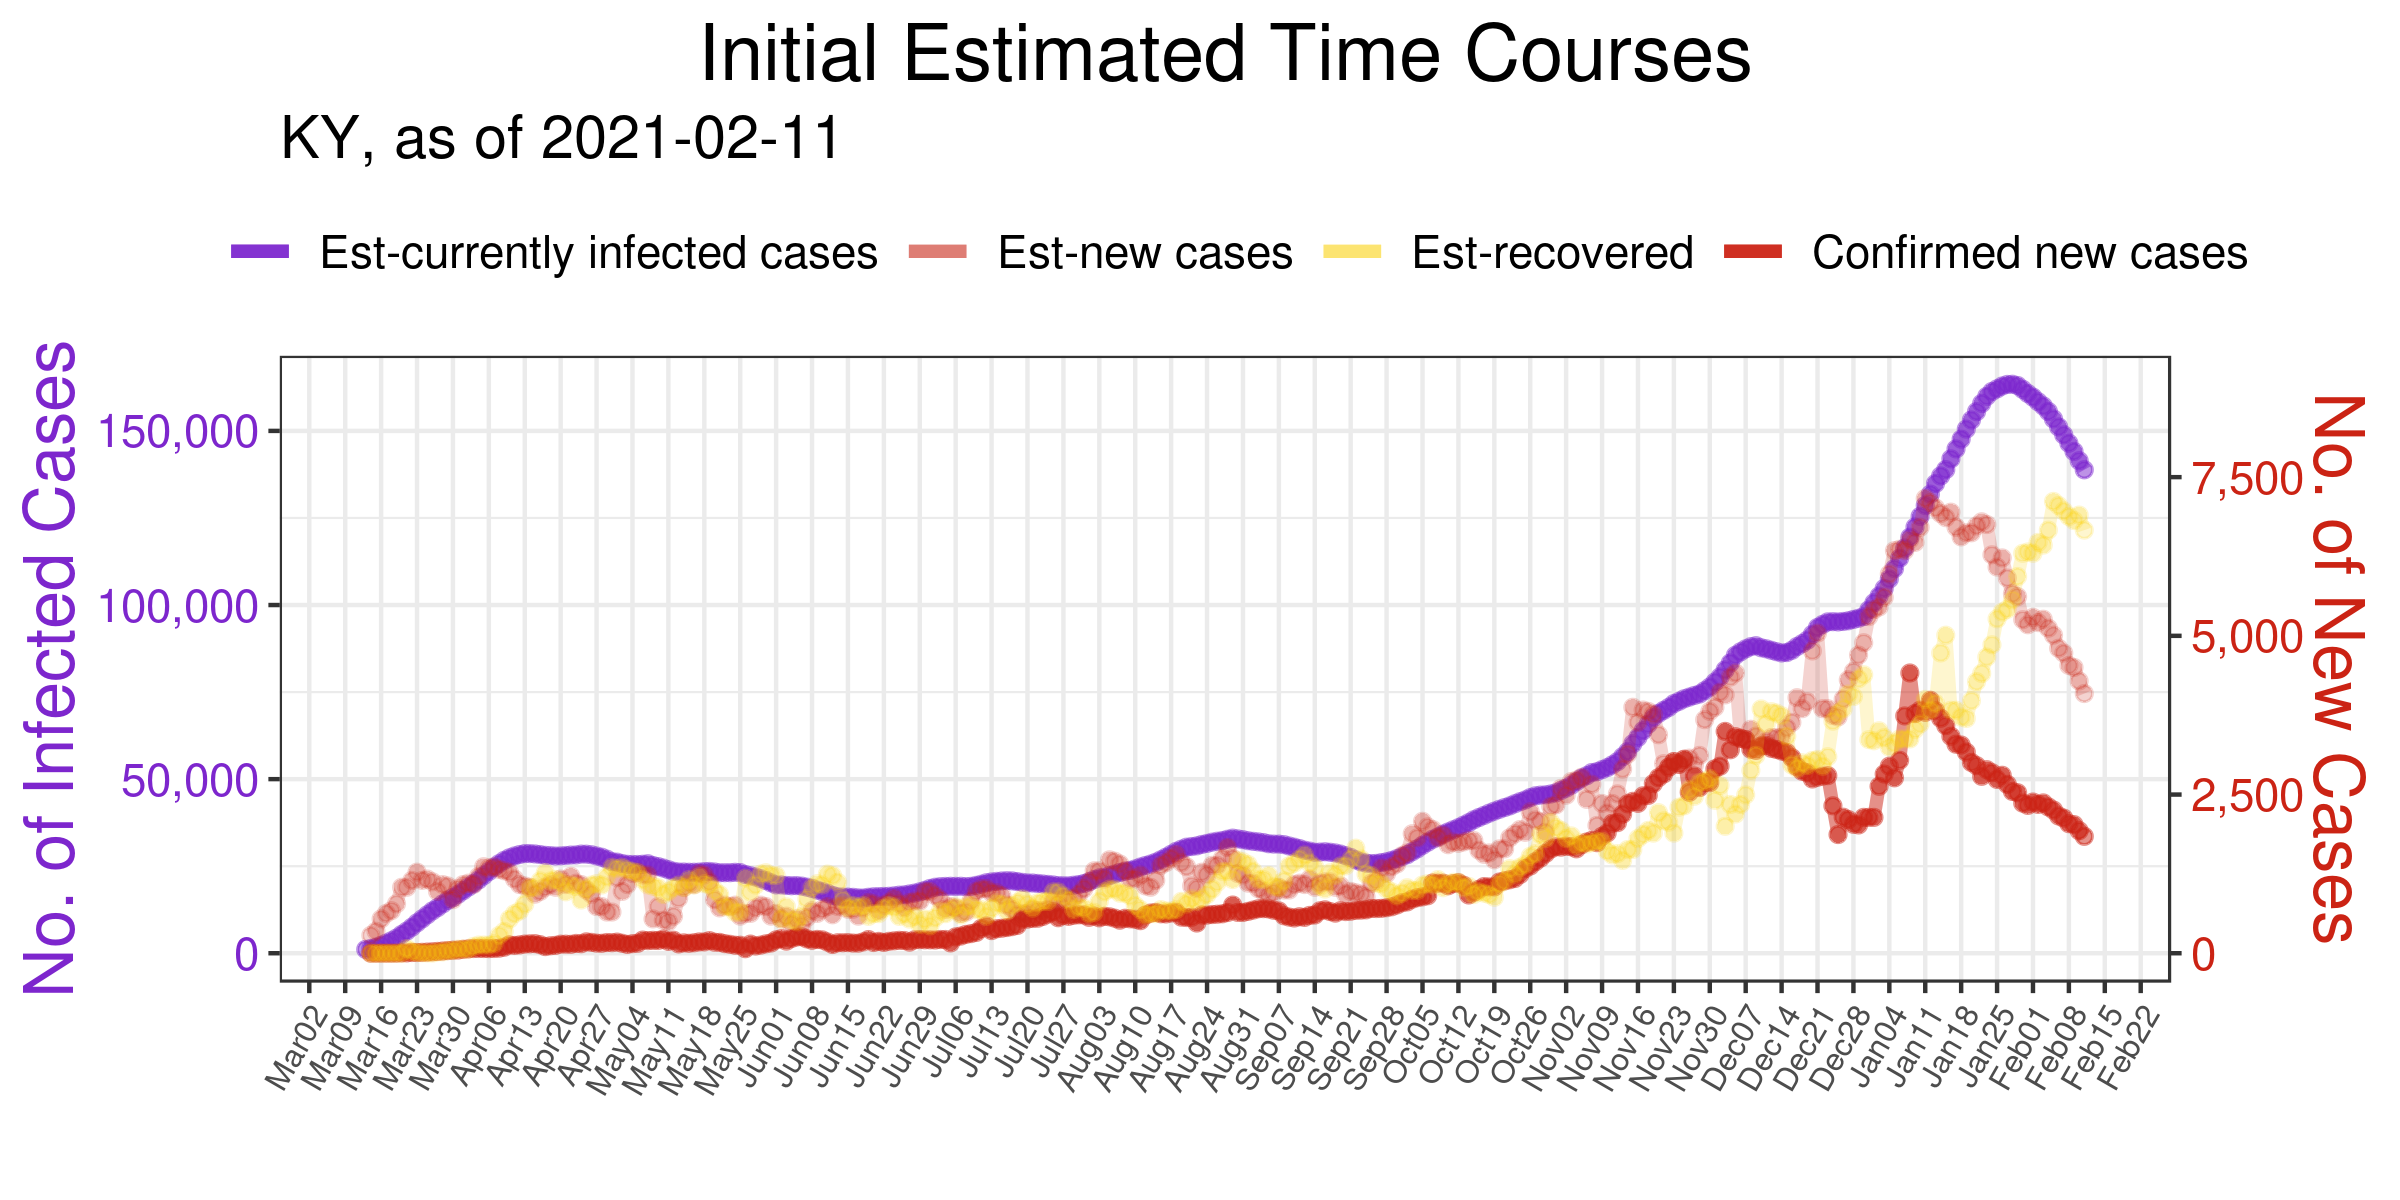 Initial Estimated Time Courses
KY, as of 2021-02-11
Est-currently infected cases Est-new cases Est-recovered Confirmed new cases
No. of Infected Cases
150,000
100,000
50,000
0
7,500
5,000
2,500
0
No. of New Cases
Mar02 Mar09 Mar16 Mar23 Mar30 Apr06 Apr13 Apr20 Apr27 May04 May11 May18 May25 Jun01 Jun08 Jun15 Jun22 Jun29 Jul06 Jul13 Jul20 Jul27 Aug03 Aug10 Aug17 Aug24 Aug31 Sep07 Sep14 Sep21 Sep28 Oct05 Oct12 Oct19 Oct26 Nov02 Nov09 Nov16 Nov23 Nov30 Dec07 Dec14 Dec21 Dec28 Jan04 Jan11 Jan18 Jan25 Feb01 Feb08 Feb15 Feb22